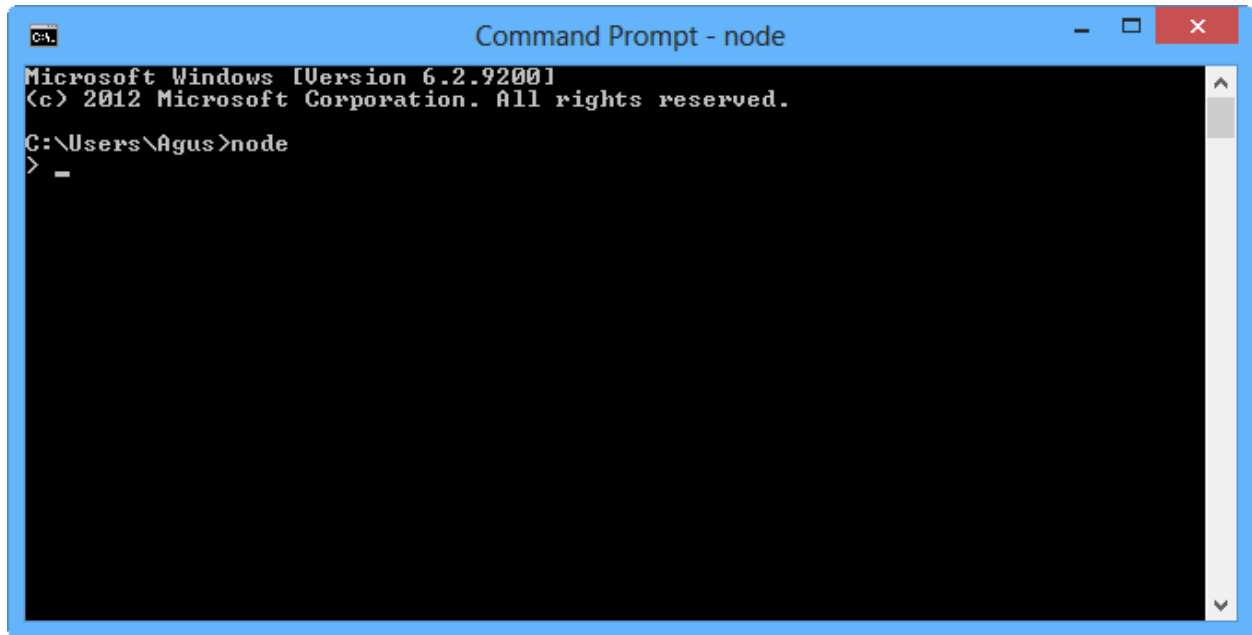 Command Prompt - node
Microsoft Windows [Version 6.2.9200]
(c) 2012 Microsoft Corporation. All rights reserved.
C:\Users\Agus>node
> _